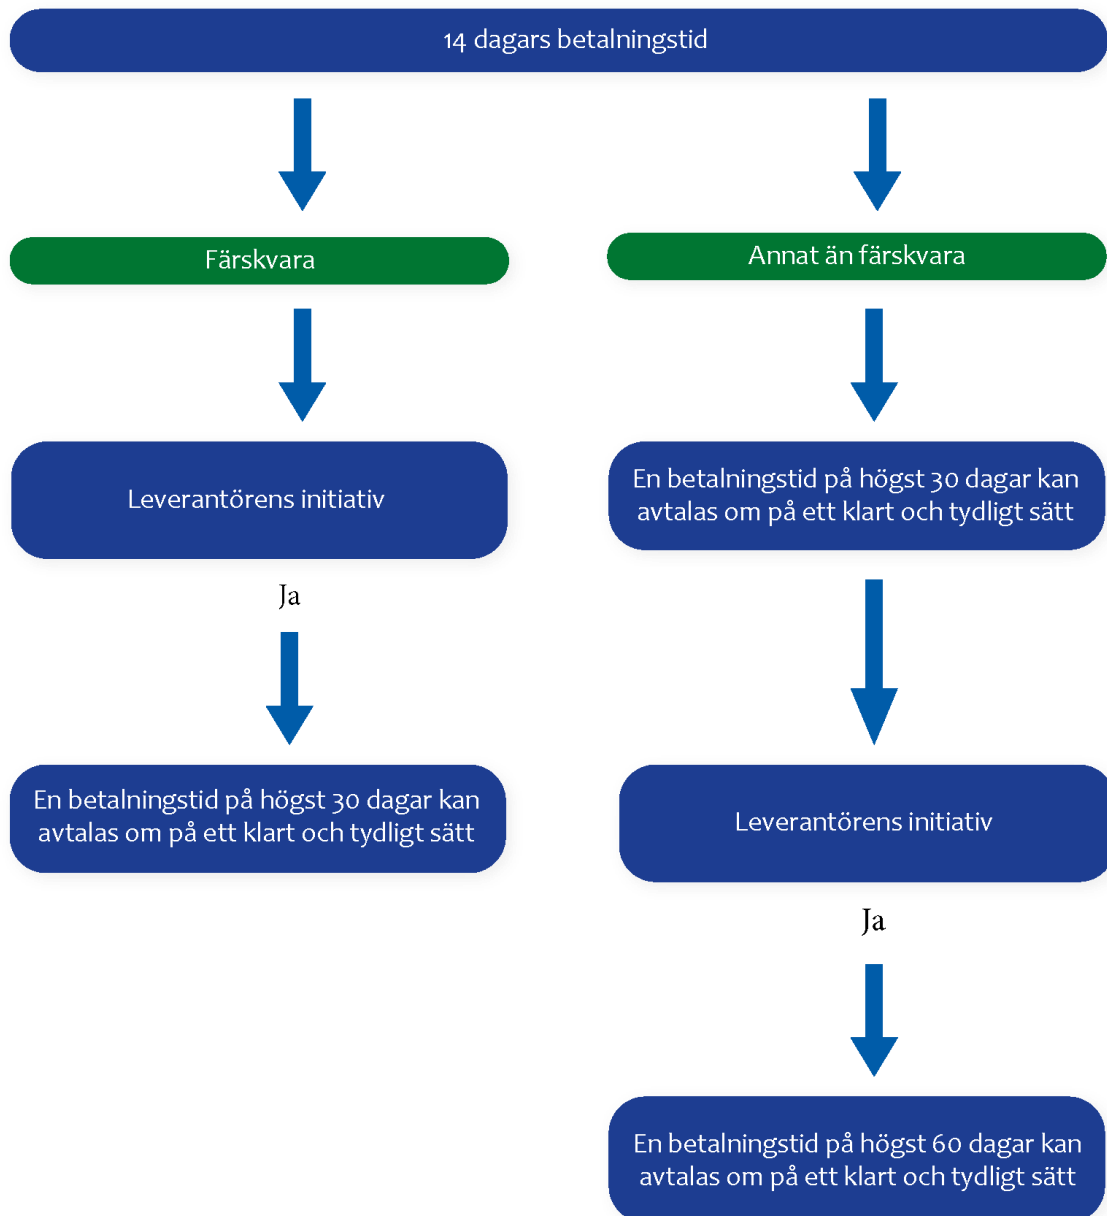 14 dagars betalningstid
Färskvara
Annat än färskvara
Leverantörens initiativ
En betalningstid på högst 30 dagar kan
avtalas om på ett klart och tydligt sätt
Ja
En betalningstid på högst 30 dagar kan
avtalas om på ett klart och tydligt sätt
Leverantörens initiativ
Ja
En betalningstid på högst 60 dagar kan
avtalas om på ett klart och tydligt sätt